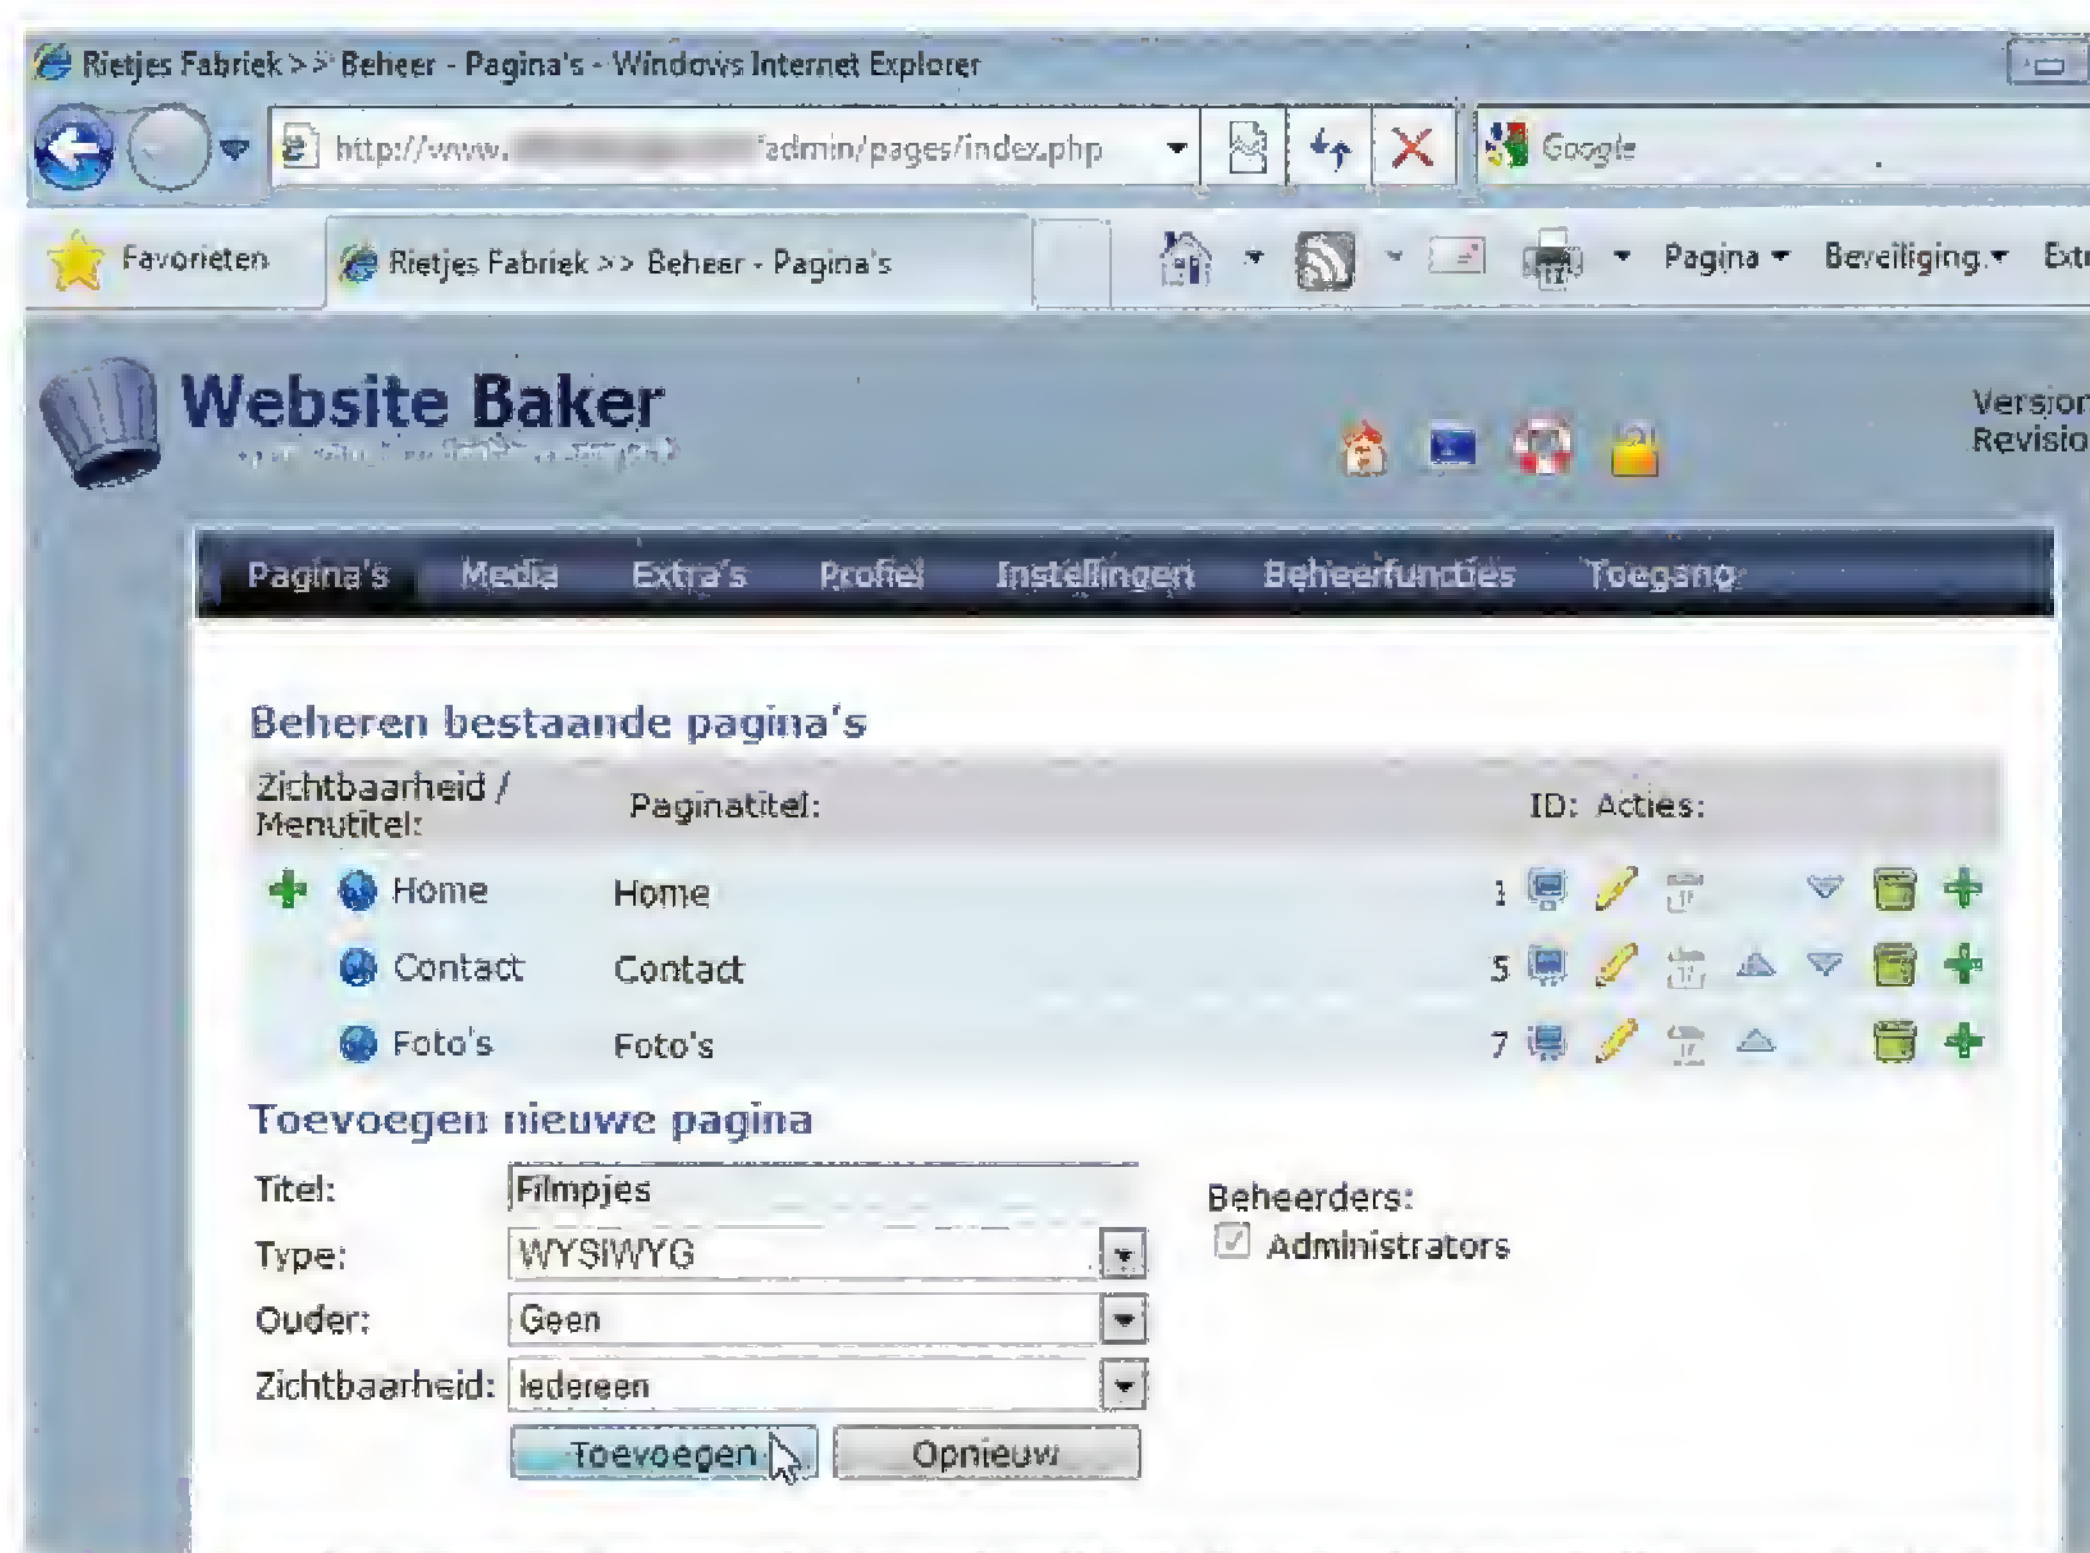 Rietjes Fabriek >> Beheer - Pagina's - Windows Internet Explorer
http://www. admin/pages/index.php
Google
Favorieten
Rietjes Fabriek >> Beheer - Pagina's
Pagina
Beveiliging
Extr
Website Baker
Version
Revisio
Pagina's Media Extra's Profiel Instellingen Beheerfuncties Toegang
Beheren bestaande pagina's
Zichtbaarheid /
Menutitel:
Paginatitel:
ID: Acties:
Home Home 1
Contact Contact 5
Foto's Foto's 7
Toevoegen nieuwe pagina
Titel: Filmpjes
Type: WYSIWYG
Ouder: Geen
Zichtbaarheid: Iedereen
Toevoegen Opnieuw
Beheerders:
Administrators